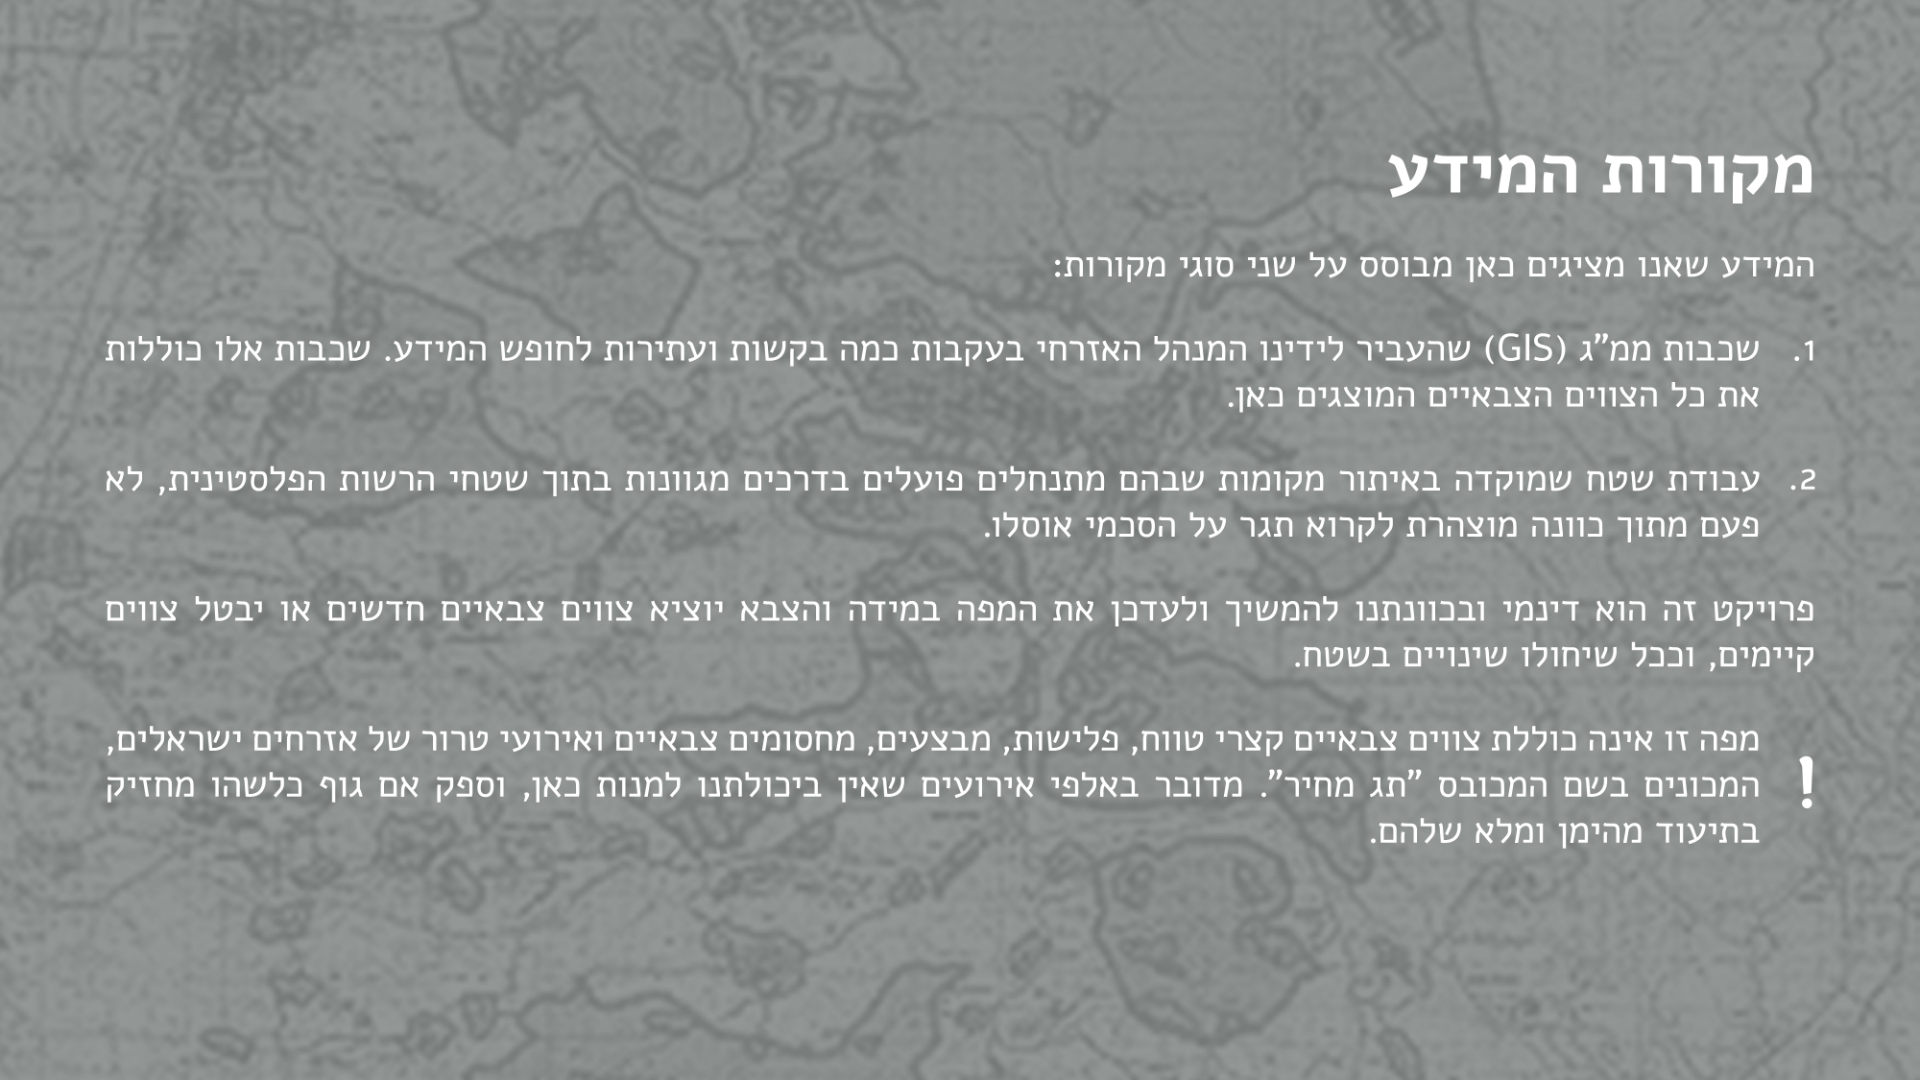 מקורות המידע
המידע שאנו מציגים כאן מבוסס על שני סוגי מקורות:
1. שכבות ממ"ג (GIS) שהעביר לידינו המנהל האזרחי בעקבות כמה בקשות ועתירות לחופש המידע. שכבות אלו כוללות
את כל הצווים הצבאיים המוצגים כאן.
2. עבודת שטח שמוקדה באיתור מקומות שבהם מתנחלים פועלים בדרכים מגוונות בתוך שטחי הרשות הפלסטינית, לא
פעם מתוך כוונה מוצהרת לקרוא תגר על הסכמי אוסלו.
פרויקט זה הוא דינמי ובכוונתנו להמשיך ולעדכן את המפה במידה והצבא יוציא צווים צבאיים חדשים או יבטל צווים
קיימים, וככל שיחולו שינויים בשטח.
! מפה זו אינה כוללת צווים צבאיים קצרי טווח, פלישות, מבצעים, מחסומים צבאיים ואירועי טרור של אזרחים ישראלים,
המכונים בשם המכובס "תג מחיר". מדובר באלפי אירועים שאין ביכולתנו למנות כאן, וספק אם גוף כלשהו מחזיק
בתיעוד מהימן ומלא שלהם.